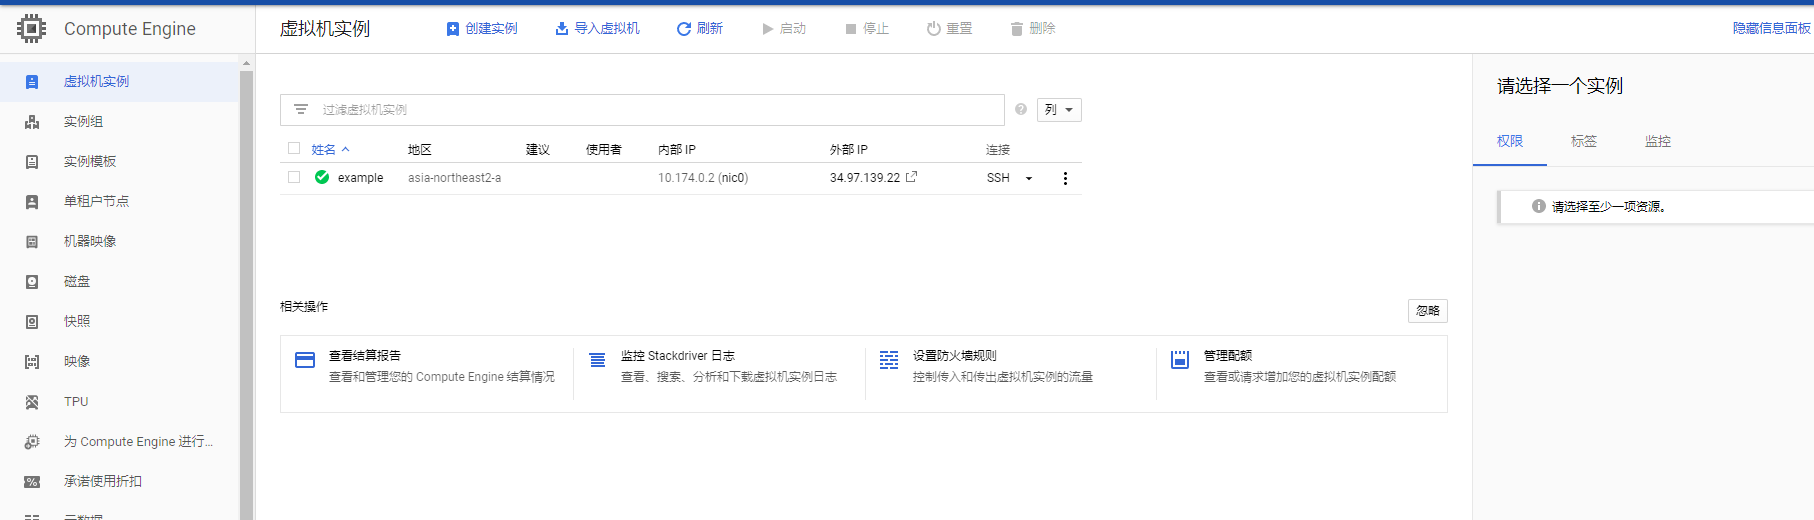 Compute Engine
虚拟机实例
创建实例
导入虚拟机
刷新
启动
停止
重置
删除
隐藏信息面板
虚拟机实例
实例组
实例模板
单租户节点
机器映像
磁盘
快照
映像
TPU
为 Compute Engine 进行...
承诺使用折扣
元数据
过滤虚拟机实例
列
姓名 地区 建议 使用者 内部 IP 外部 IP 连接
example asia-northeast2-a 10.174.0.2 (nic0) 34.97.139.22 SSH
相关操作
忽略
查看结算报告
查看和管理您的 Compute Engine 结算情况
监控 Stackdriver 日志
查看、搜索、分析和下载虚拟机实例日志
设置防火墙规则
控制传入和传出虚拟机实例的流量
管理配额
查看或请求增加您的虚拟机实例配额
请选择一个实例
权限 标签 监控
请选择至少一项资源。